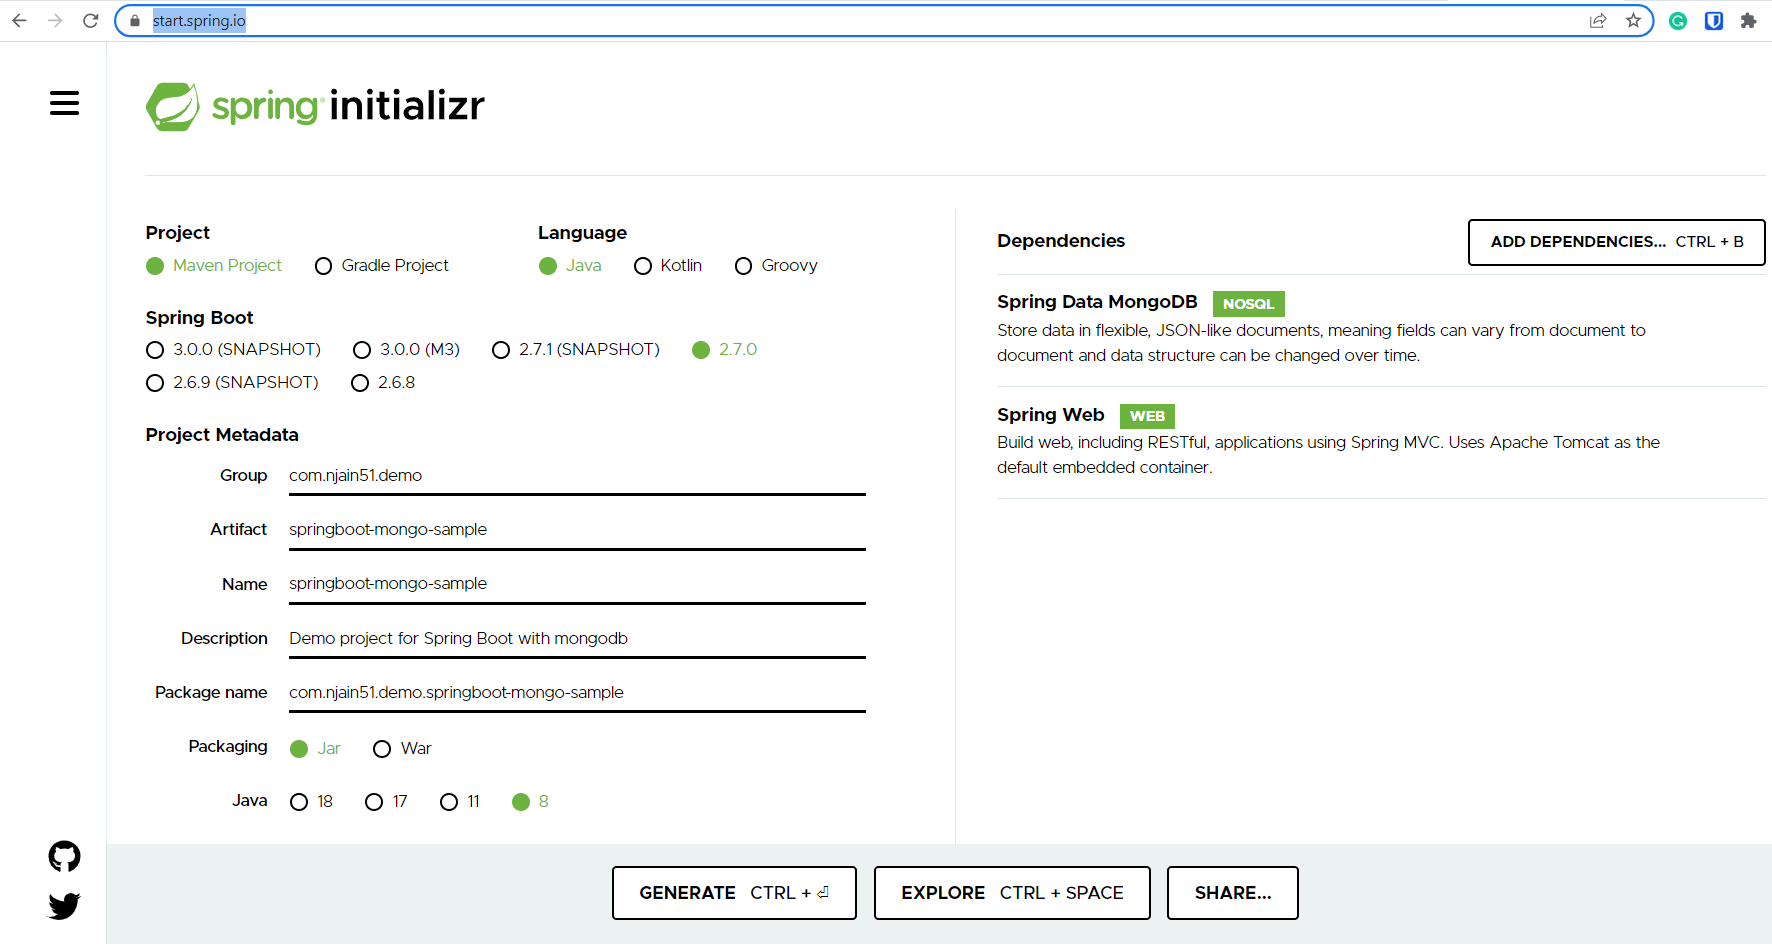 start.spring.io
spring initializr
Project
Maven Project Gradle Project
Language
Java Kotlin Groovy
Spring Boot
3.0.0 (SNAPSHOT) 3.0.0 (M3) 2.7.1 (SNAPSHOT) 2.7.0
2.6.9 (SNAPSHOT) 2.6.8
Project Metadata
Group com.njain51.demo
Artifact springboot-mongo-sample
Name springboot-mongo-sample
Description Demo project for Spring Boot with mongodb
Package name com.njain51.demo.springboot-mongo-sample
Packaging Jar War
Java 18 17 11 8
Dependencies ADD DEPENDENCIES... CTRL + B
Spring Data MongoDB NOSQL
Store data in flexible, JSON-like documents, meaning fields can vary from document to
document and data structure can be changed over time.
Spring Web WEB
Build web, including RESTful, applications using Spring MVC. Uses Apache Tomcat as the
default embedded container.
GENERATE CTRL + ⏎ EXPLORE CTRL + SPACE SHARE...